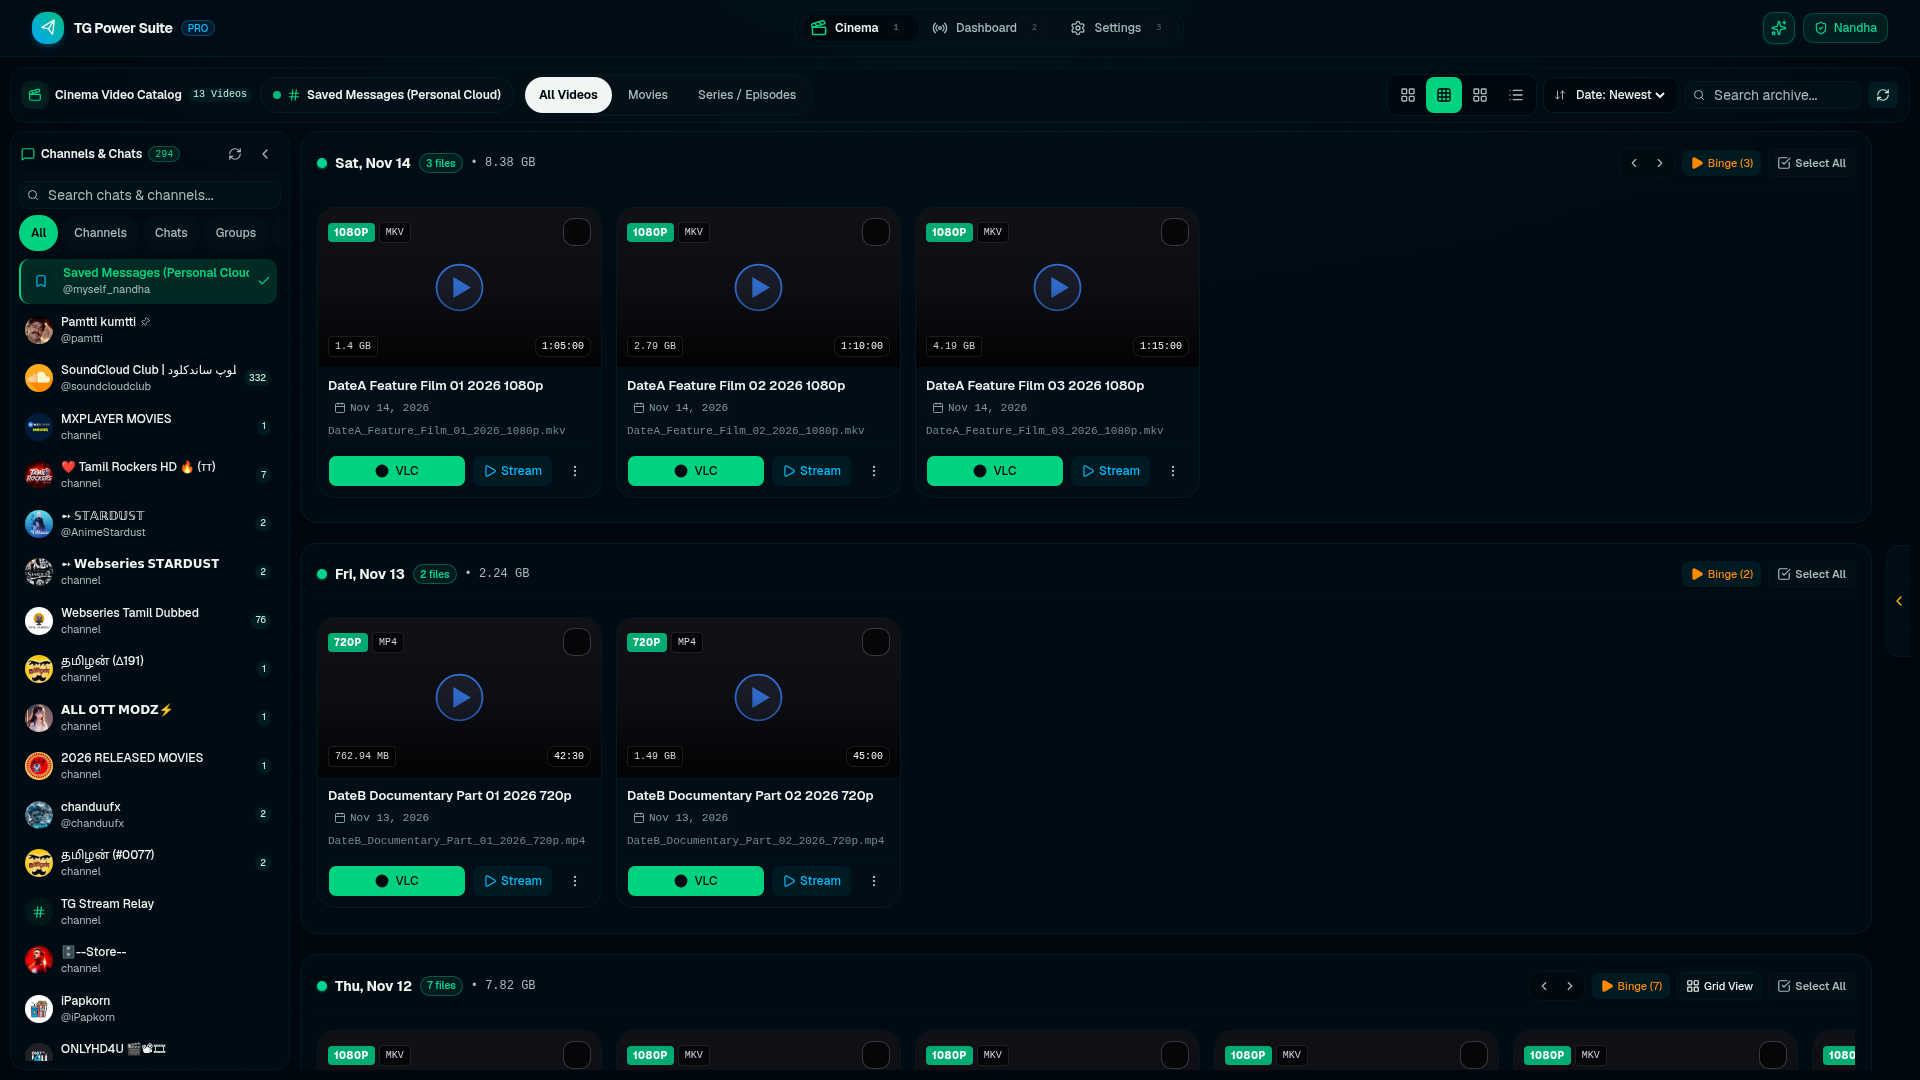 TG Power Suite PRO
Cinema 1
Dashboard 2
Settings 3
Nandha
Cinema Video Catalog 13 Videos
# Saved Messages (Personal Cloud)
All Videos
Movies
Series / Episodes
Date: Newest
Search archive...
Channels & Chats 294
Search chats & channels...
All
Channels
Chats
Groups
Saved Messages (Personal Cloud
@myself_nandha
Pamtti kumtti
@pamtti
SoundCloud Club | لوپ ساندکلود
@soundcloudclub
332
MXPLAYER MOVIES
channel
1
❤️ Tamil Rockers HD 🔥 (тт)
channel
7
➻ 𝕊𝕋𝔸ℝ𝔻𝕌𝕊𝕋
@AnimeStardust
2
➻ Webseries STARDUST
channel
2
Webseries Tamil Dubbed
channel
76
தமிழன் (Δ191)
channel
1
ALL OTT MODZ⚡
channel
1
2026 RELEASED MOVIES
channel
1
chanduufx
@chanduufx
2
தமிழன் (#0077)
channel
2
TG Stream Relay
channel
🗄️--Store--
channel
iPapkorn
@iPapkorn
ONLYHD4U 🎬📽️🎞️
Sat, Nov 14 3 files • 8.38 GB
Binge (3)
Select All
1080P MKV
1.4 GB
1:05:00
DateA Feature Film 01 2026 1080p
Nov 14, 2026
DateA_Feature_Film_01_2026_1080p.mkv
VLC
Stream
1080P MKV
2.79 GB
1:10:00
DateA Feature Film 02 2026 1080p
Nov 14, 2026
DateA_Feature_Film_02_2026_1080p.mkv
VLC
Stream
1080P MKV
4.19 GB
1:15:00
DateA Feature Film 03 2026 1080p
Nov 14, 2026
DateA_Feature_Film_03_2026_1080p.mkv
VLC
Stream
Fri, Nov 13 2 files • 2.24 GB
Binge (2)
Select All
720P MP4
762.94 MB
42:30
DateB Documentary Part 01 2026 720p
Nov 13, 2026
DateB_Documentary_Part_01_2026_720p.mp4
VLC
Stream
720P MP4
1.49 GB
45:00
DateB Documentary Part 02 2026 720p
Nov 13, 2026
DateB_Documentary_Part_02_2026_720p.mp4
VLC
Stream
Thu, Nov 12 7 files • 7.82 GB
Binge (7)
Grid View
Select All
1080P MKV
1080P MKV
1080P MKV
1080P MKV
1080P MKV
1080